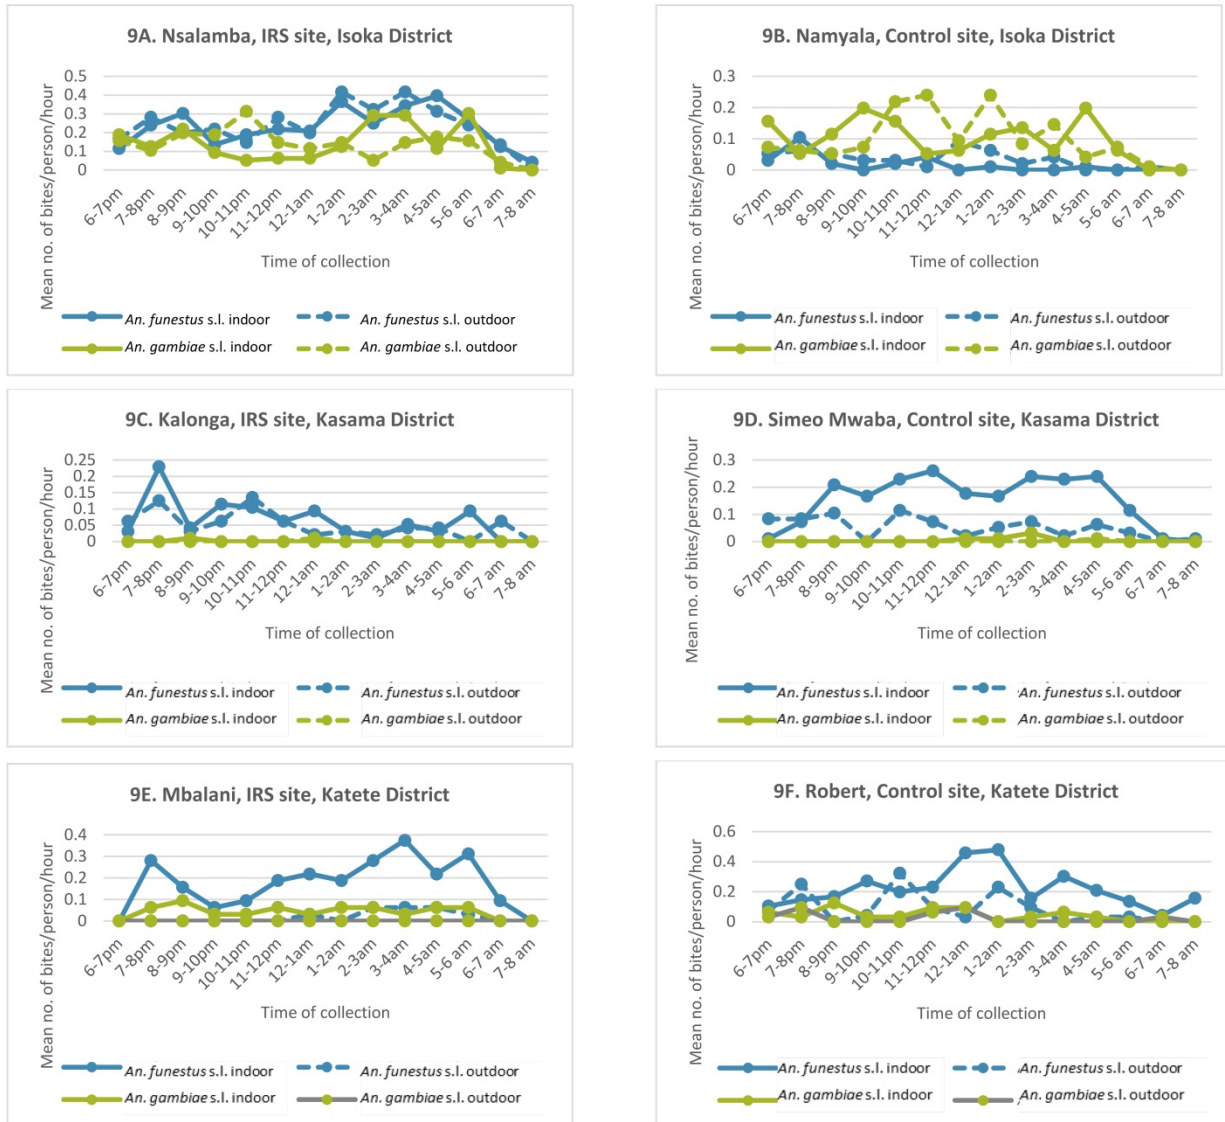 9A. Nsalamba, IRS site, Isoka District
Mean no. of bites/person/hour
0.5
0.4
0.3
0.2
0.1
0
6-7pm
7-8pm
8-9pm
9-10pm
10-11pm
11-12pm
12-1am
1-2am
2-3am
3-4am
4-5am
5-6 am
6-7 am
7-8 am
Time of collection
An. funestus s.l. indoor
An. funestus s.l. outdoor
An. gambiae s.l. indoor
An. gambiae s.l. outdoor
9B. Namyala, Control site, Isoka District
Mean no. of bites/person/hour
0.3
0.2
0.1
0
6-7pm
7-8pm
8-9pm
9-10pm
10-11pm
11-12pm
12-1am
1-2am
2-3am
3-4am
4-5am
5-6 am
6-7 am
7-8 am
Time of collection
An. funestus s.l. indoor
An. funestus s.l. outdoor
An. gambiae s.l. indoor
An. gambiae s.l. outdoor
9C. Kalonga, IRS site, Kasama District
Mean no. of bites/person/hour
0.25
0.2
0.15
0.1
0.05
0
6-7pm
7-8pm
8-9pm
9-10pm
10-11pm
11-12pm
12-1am
1-2am
2-3am
3-4am
4-5am
5-6 am
6-7 am
7-8 am
Time of collection
An. funestus s.l. indoor
An. funestus s.l. outdoor
An. gambiae s.l. indoor
An. gambiae s.l. outdoor
9D. Simeo Mwaba, Control site, Kasama District
Mean no. of bites/person/hour
0.3
0.2
0.1
0
6-7pm
7-8pm
8-9pm
9-10pm
10-11pm
11-12pm
12-1am
1-2am
2-3am
3-4am
4-5am
5-6 am
6-7 am
7-8 am
Time of collection
An. funestus s.l. indoor
An. funestus s.l. outdoor
An. gambiae s.l. indoor
An. gambiae s.l. outdoor
9E. Mbalani, IRS site, Katete District
Mean no. of bites/person/hour
0.4
0.3
0.2
0.1
0
6-7pm
7-8pm
8-9pm
9-10pm
10-11pm
11-12pm
12-1am
1-2am
2-3am
3-4am
4-5am
5-6 am
6-7 am
7-8 am
Time of collection
An. funestus s.l. indoor
An. funestus s.l. outdoor
An. gambiae s.l. indoor
An. gambiae s.l. outdoor
9F. Robert, Control site, Katete District
Mean no. of bites/person/hour
0.6
0.4
0.2
0
6-7pm
7-8pm
8-9pm
9-10pm
10-11pm
11-12pm
12-1am
1-2am
2-3am
3-4am
4-5am
5-6 am
6-7 am
7-8 am
Time of collection
An. funestus s.l. indoor
An. funestus s.l. outdoor
An. gambiae s.l. indoor
An. gambiae s.l. outdoor